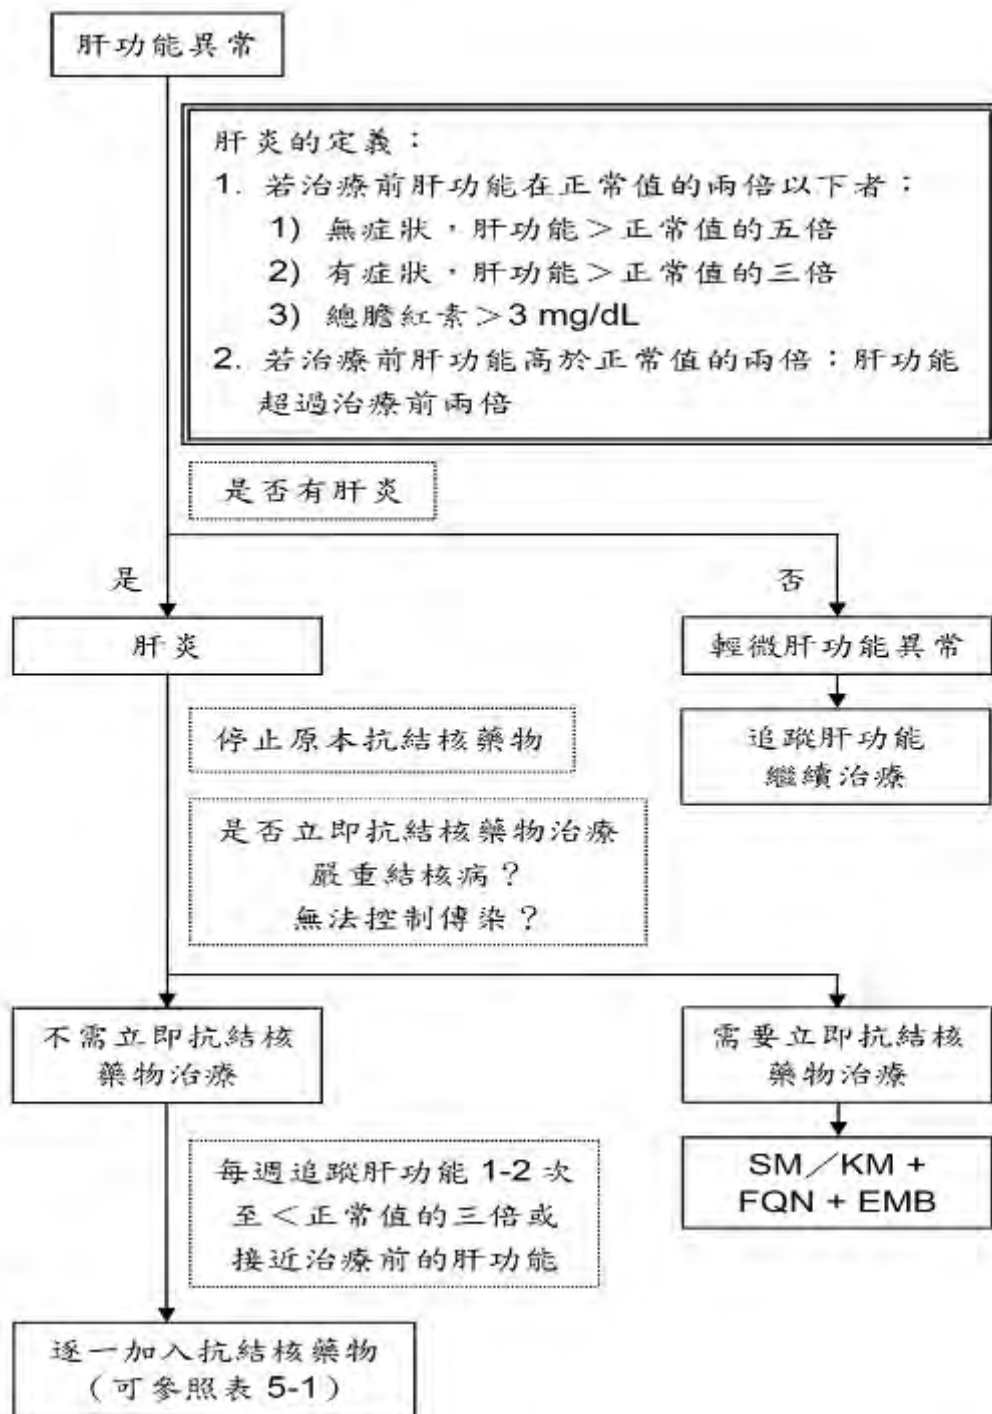 肝功能異常
肝炎的定義：
1. 若治療前肝功能在正常值的兩倍以下者：
1) 無症狀，肝功能＞正常值的五倍
2) 有症狀，肝功能＞正常值的三倍
3) 總膽紅素＞3 mg/dL
2. 若治療前肝功能高於正常值的兩倍：肝功能
超過治療前兩倍
是否有肝炎
是
否
肝炎
輕微肝功能異常
停止原本抗結核藥物
追蹤肝功能
繼續治療
是否立即抗結核藥物治療
嚴重結核病？
無法控制傳染？
不需立即抗結核
藥物治療
需要立即抗結核
藥物治療
每週追蹤肝功能 1-2 次
至＜正常值的三倍或
接近治療前的肝功能
SM／KM +
FQN + EMB
逐一加入抗結核藥物
（可參照表 5-1）